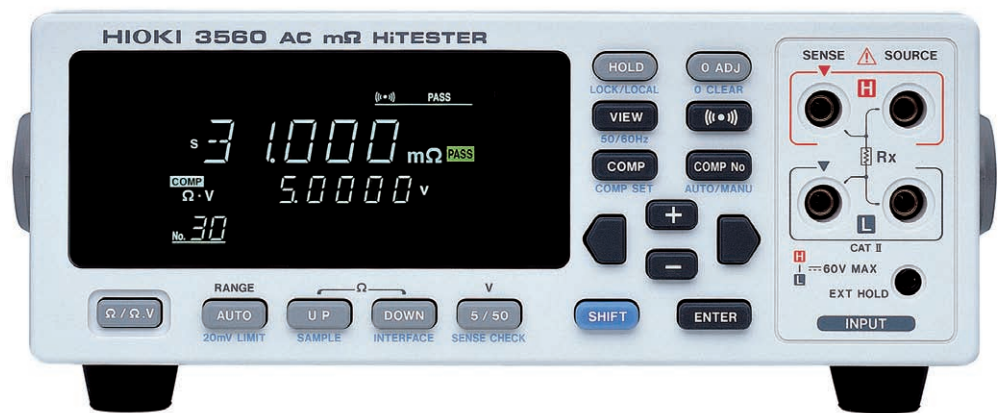 HIOKI 3560 AC mΩ HiTESTER
((•)) PASS
S 31.000 mΩ PASS
COMP
Ω·V
5.0000 V
No. 30
Ω/Ω.V
RANGE
AUTO
20mV LIMIT
Ω
UP
SAMPLE
DOWN
INTERFACE
V
5/50
SENSE CHECK
HOLD
LOCK/LOCAL
0 ADJ
0 CLEAR
VIEW
50/60Hz
((•))
COMP
COMP SET
COMP No
AUTO/MANU
+
−
SHIFT
ENTER
SENSE ⚠ SOURCE
H
Rx
L
CAT II
H
L
60V MAX
EXT HOLD
INPUT